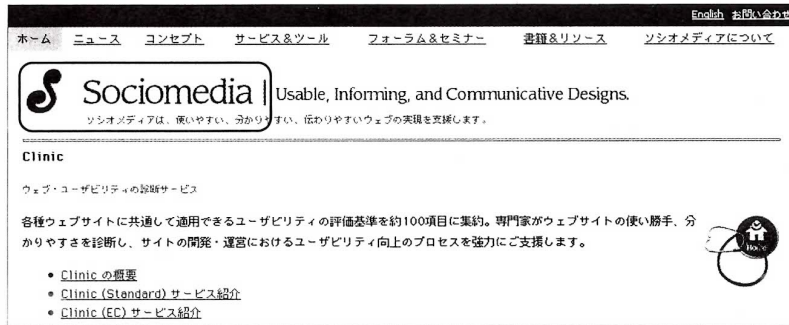 English お問い合わせ
ホーム ニュース コンセプト サービス&ツール フォーラム&セミナー 書籍&リソース ソシオメディアについて
Sociomedia | Usable, Informing, and Communicative Designs.
ソシオメディアは、使いやすい、分かりやすい、伝わりやすいウェブの実現を支援します。
Clinic
ウェブ・ユーザビリティの診断サービス
各種ウェブサイトに共通して適用できるユーザビリティの評価基準を約100項目に集約。専門家がウェブサイトの使い勝手、分
かりやすさを診断し、サイトの開発・運営におけるユーザビリティ向上のプロセスを強力にご支援します。
Home
• Clinic の概要
• Clinic (Standard) サービス紹介
• Clinic (EC) サービス紹介